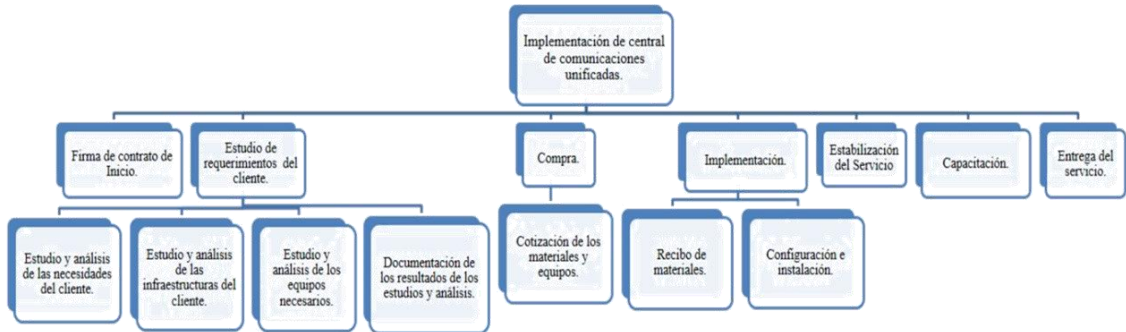 Implementación de central
de comunicaciones
unificadas.
Firma de contrato de
Inicio.
Estudio de
requerimientos del
cliente.
Compra.
Implementación.
Estabilización
del Servicio
Capacitación.
Entrega del
servicio.
Estudio y análisis
de las necesidades
del cliente.
Estudio y análisis
de las
infraestructuras del
cliente.
Estudio y
análisis de los
equipos
necesarios.
Documentación de
los resultados de los
estudios y análisis.
Cotización de los
materiales y
equipos.
Recibo de
materiales.
Configuración e
instalación.